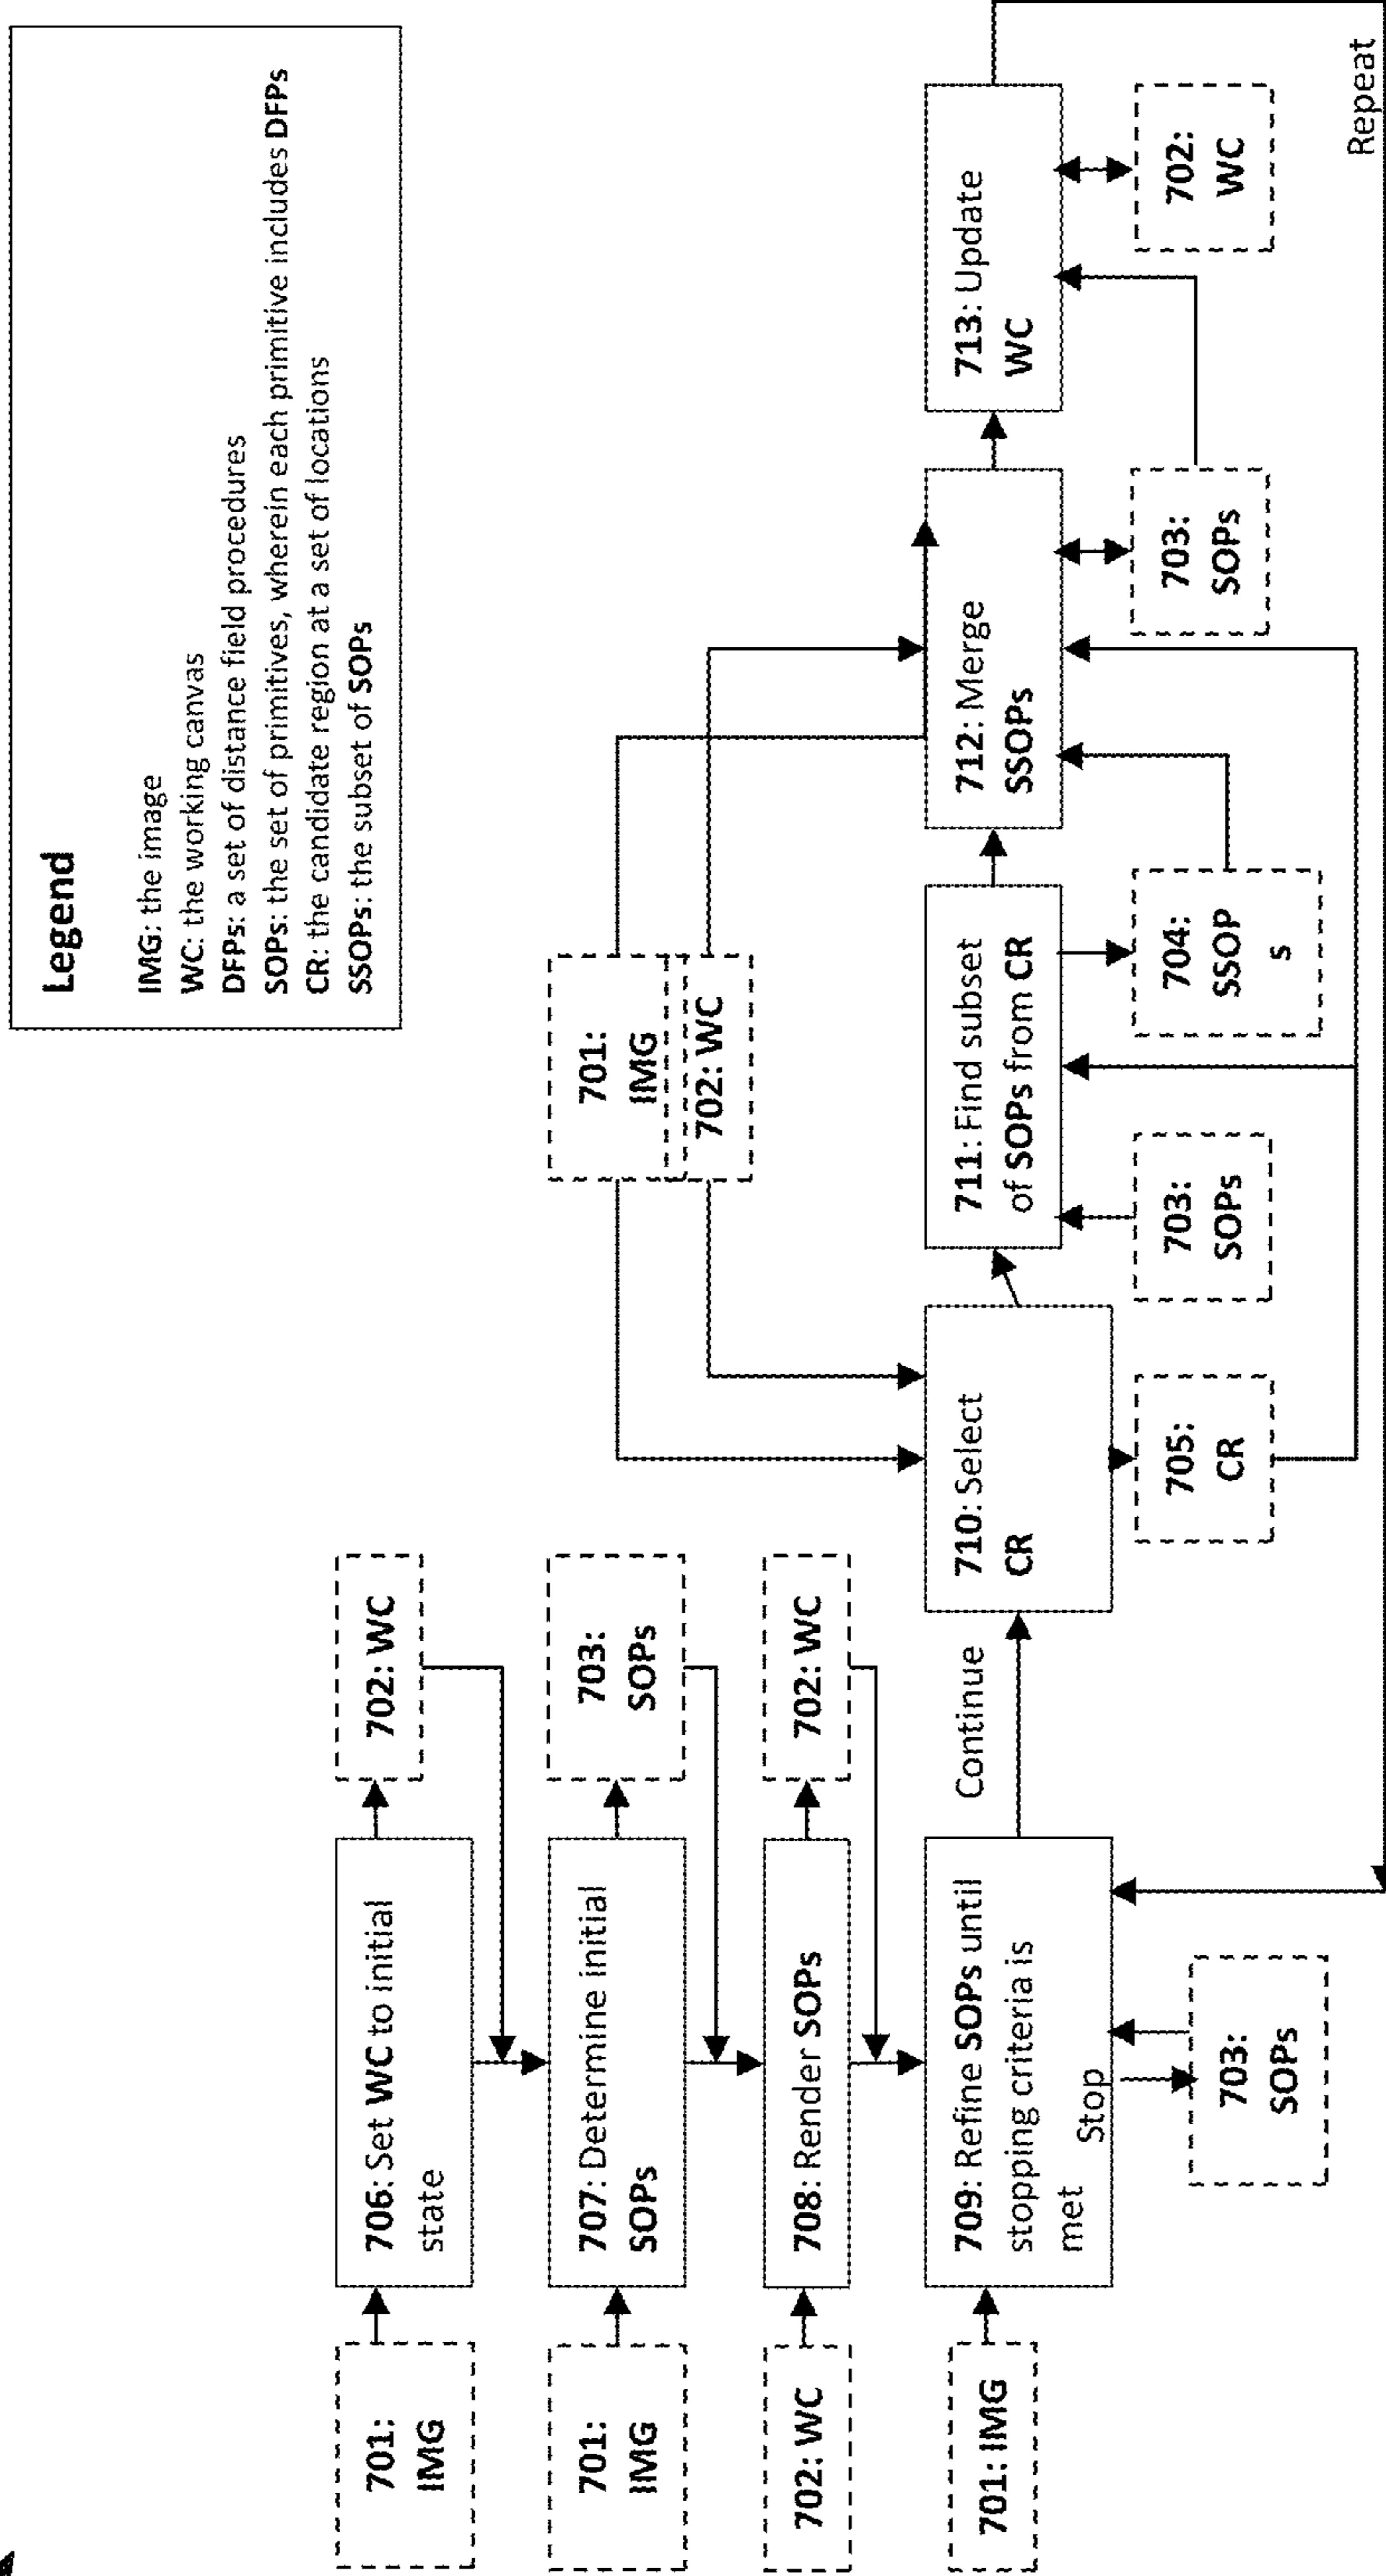 Legend
IMG: the image
WC: the working canvas
DFPs: a set of distance field procedures
SOPs: the set of primitives, wherein each primitive includes DFPs
CR: the candidate region at a set of locations
SSOPs: the subset of SOPs
701:
IMG
706: Set WC to initial
state
702: WC
701:
IMG
707: Determine initial
SOPs
703:
SOPs
702: WC
708: Render SOPs
702: WC
701: IMG
709: Refine SOPs until
stopping criteria is
met
Stop
703:
SOPs
Continue
710: Select
CR
705:
CR
701:
IMG
702: WC
711: Find subset
of SOPs from CR
703:
SOPs
704:
SSOP
s
712: Merge
SSOPs
703:
SOPs
713: Update
WC
702:
WC
Repeat